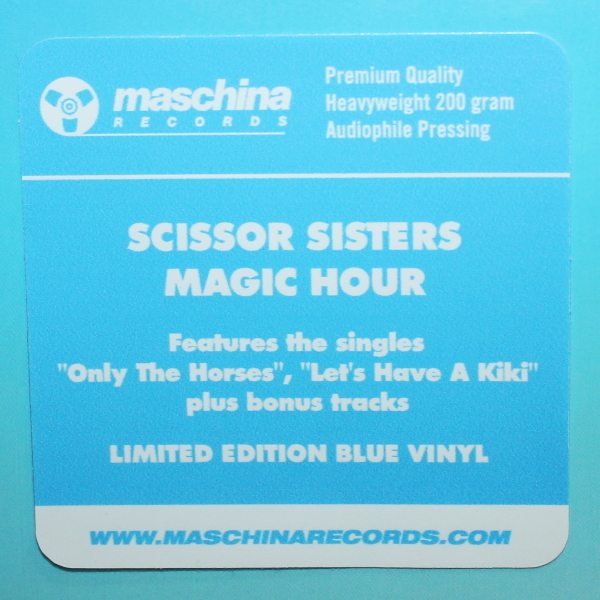 maschina
RECORDS
Premium Quality
Heavyweight 200 gram
Audiophile Pressing
SCISSOR SISTERS
MAGIC HOUR
Features the singles
"Only The Horses", "Let's Have A Kiki"
plus bonus tracks
LIMITED EDITION BLUE VINYL
WWW.MASCHINARECORDS.COM